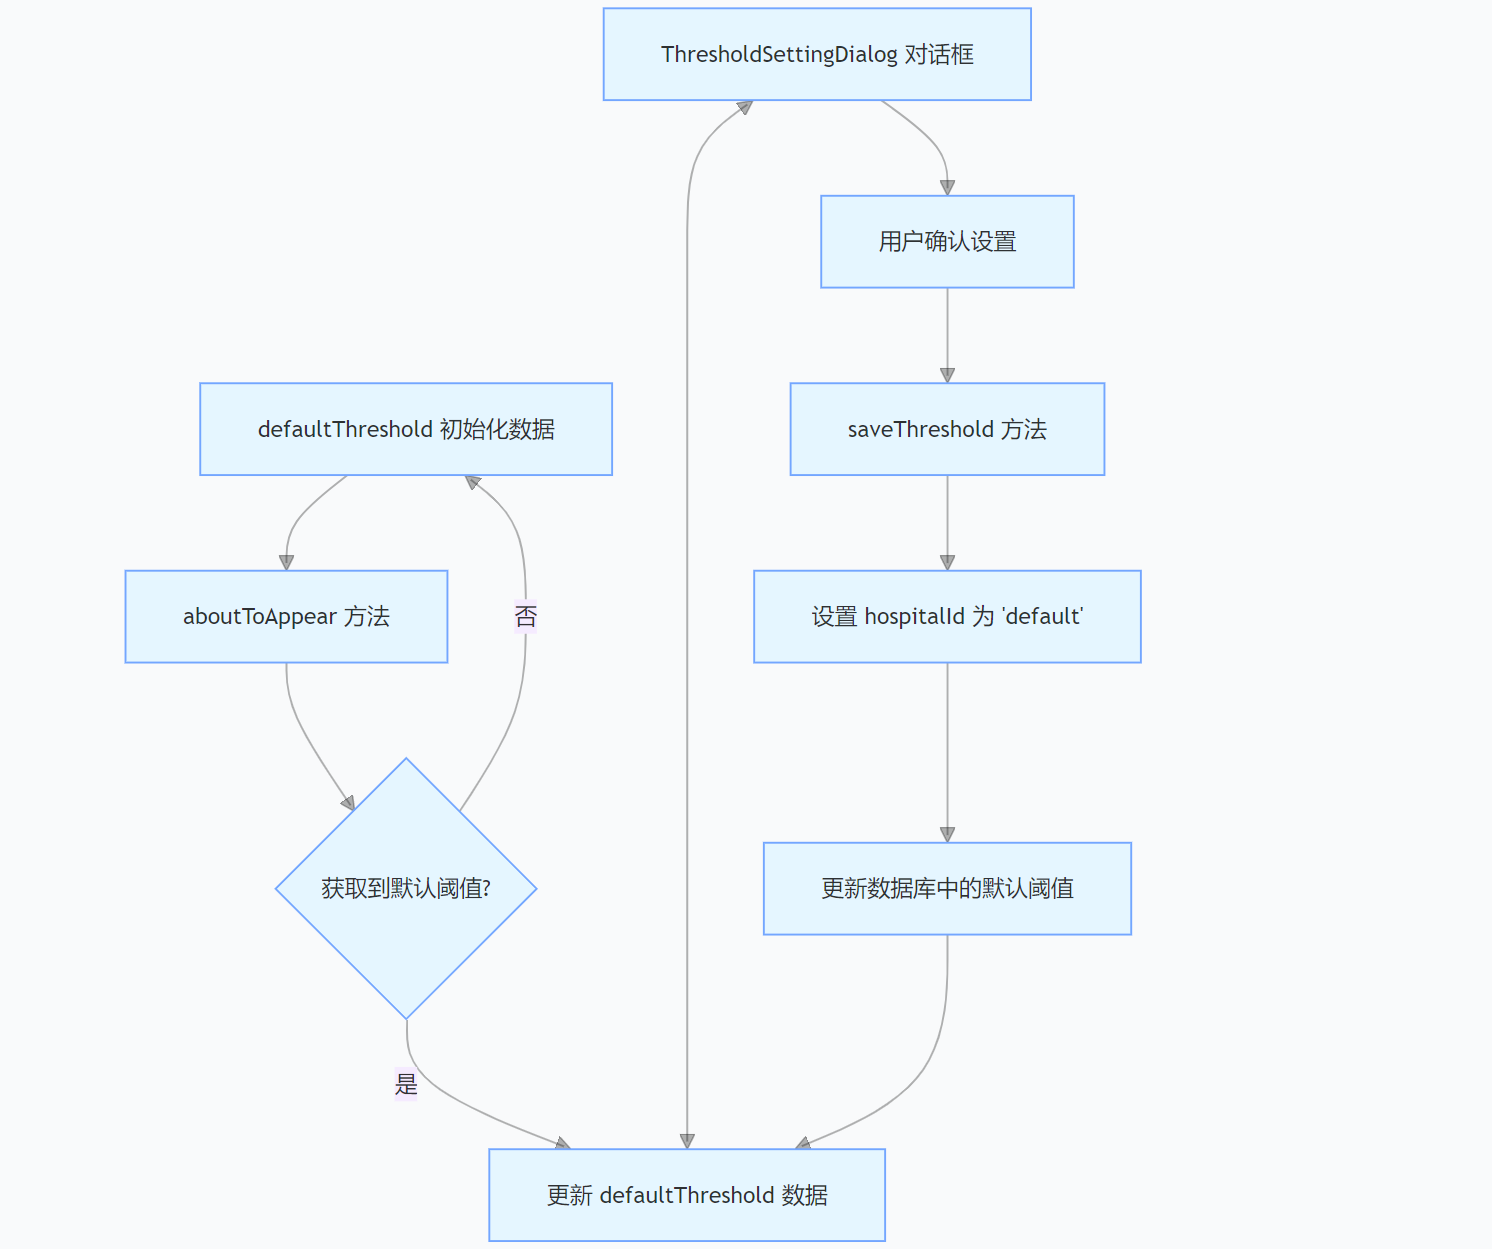 ThresholdSettingDialog 对话框
用户确认设置
defaultThreshold 初始化数据
saveThreshold 方法
aboutToAppear 方法
否
设置 hospitalId 为 'default'
获取到默认阈值?
更新数据库中的默认阈值
是
更新 defaultThreshold 数据